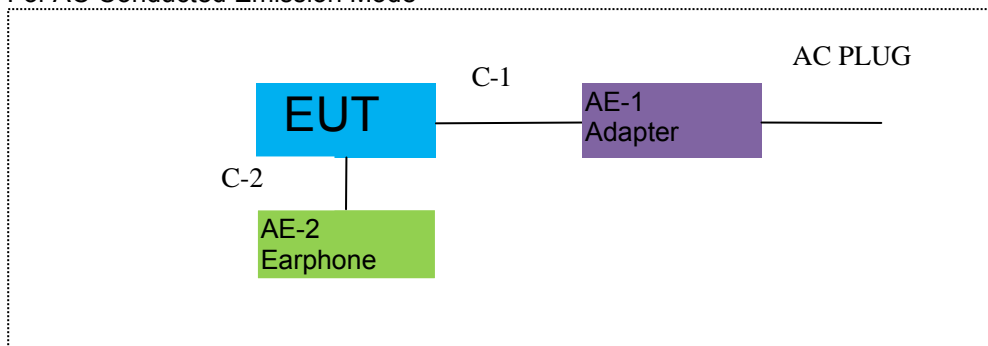 For AC Conducted Emission Mode
AC PLUG
C-1
EUT
AE-1
Adapter
C-2
AE-2
Earphone